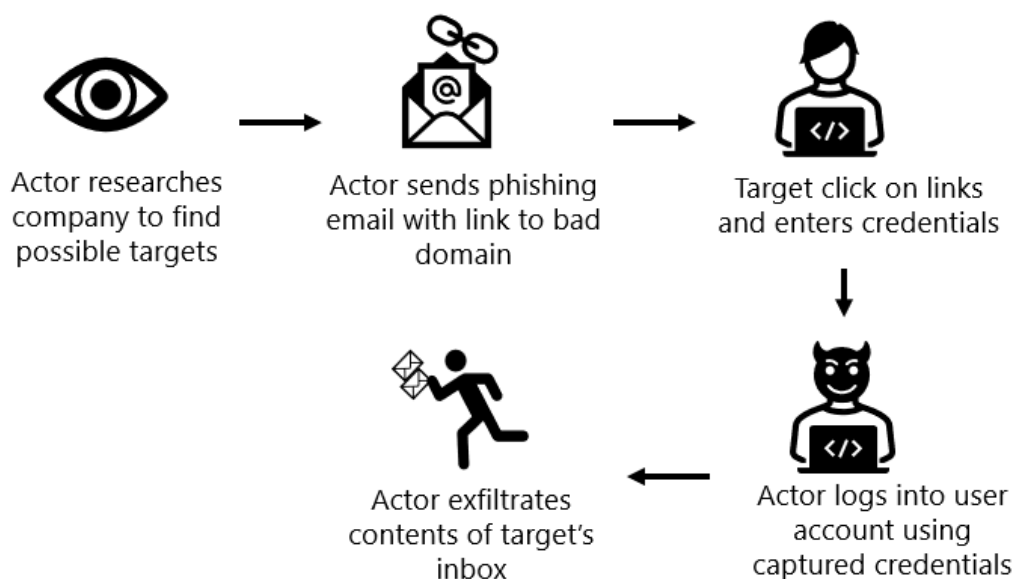 Actor researches
company to find
possible targets
@
Actor sends phishing
email with link to bad
domain
</>
Target click on links
and enters credentials
</>
Actor logs into user
account using
captured credentials
Actor exfiltrates
contents of target's
inbox